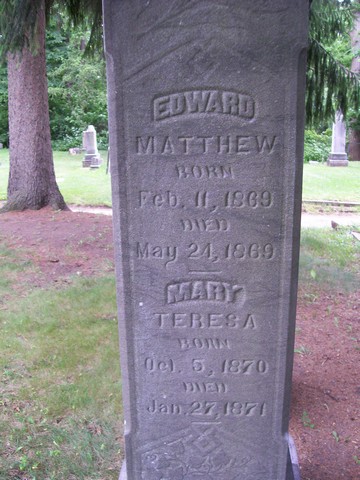 EDWARD
MATTHEW
BORN
Feb. 11, 1869
DIED
May 24, 1869
MARY
TERESA
BORN
Oct. 5, 1870
DIED
Jan. 27, 1871